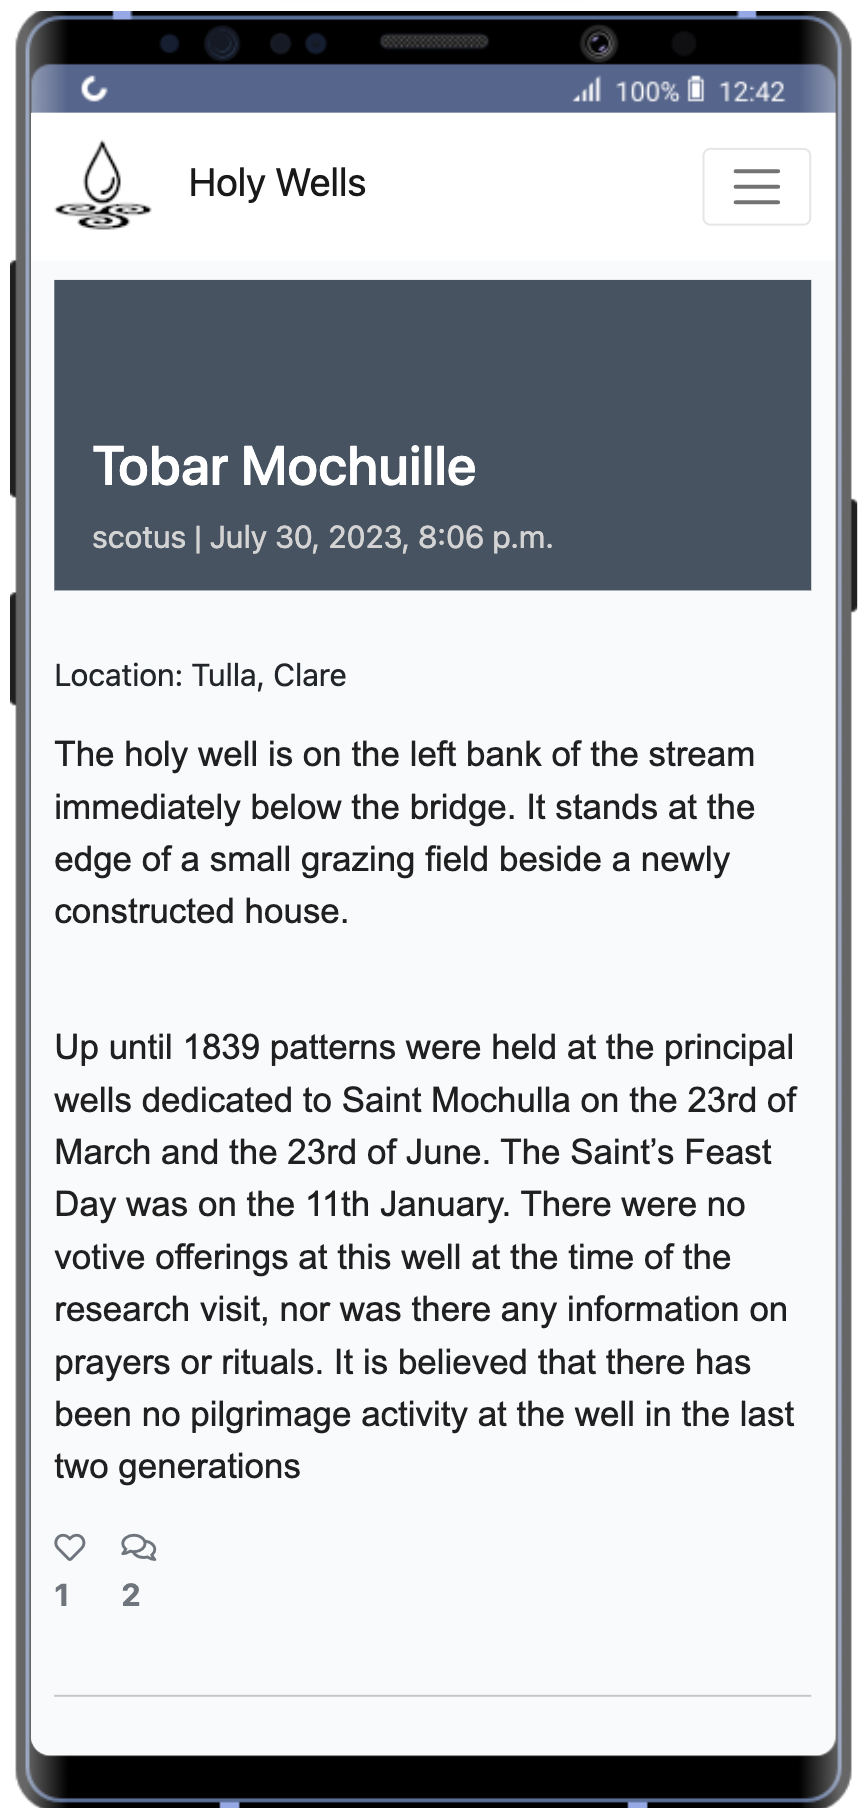 100% 12:42
Holy Wells
Tobar Mochuille
scotus | July 30, 2023, 8:06 p.m.
Location: Tulla, Clare
The holy well is on the left bank of the stream
immediately below the bridge. It stands at the
edge of a small grazing field beside a newly
constructed house.
Up until 1839 patterns were held at the principal
wells dedicated to Saint Mochulla on the 23rd of
March and the 23rd of June. The Saint’s Feast
Day was on the 11th January. There were no
votive offerings at this well at the time of the
research visit, nor was there any information on
prayers or rituals. It is believed that there has
been no pilgrimage activity at the well in the last
two generations
1 2